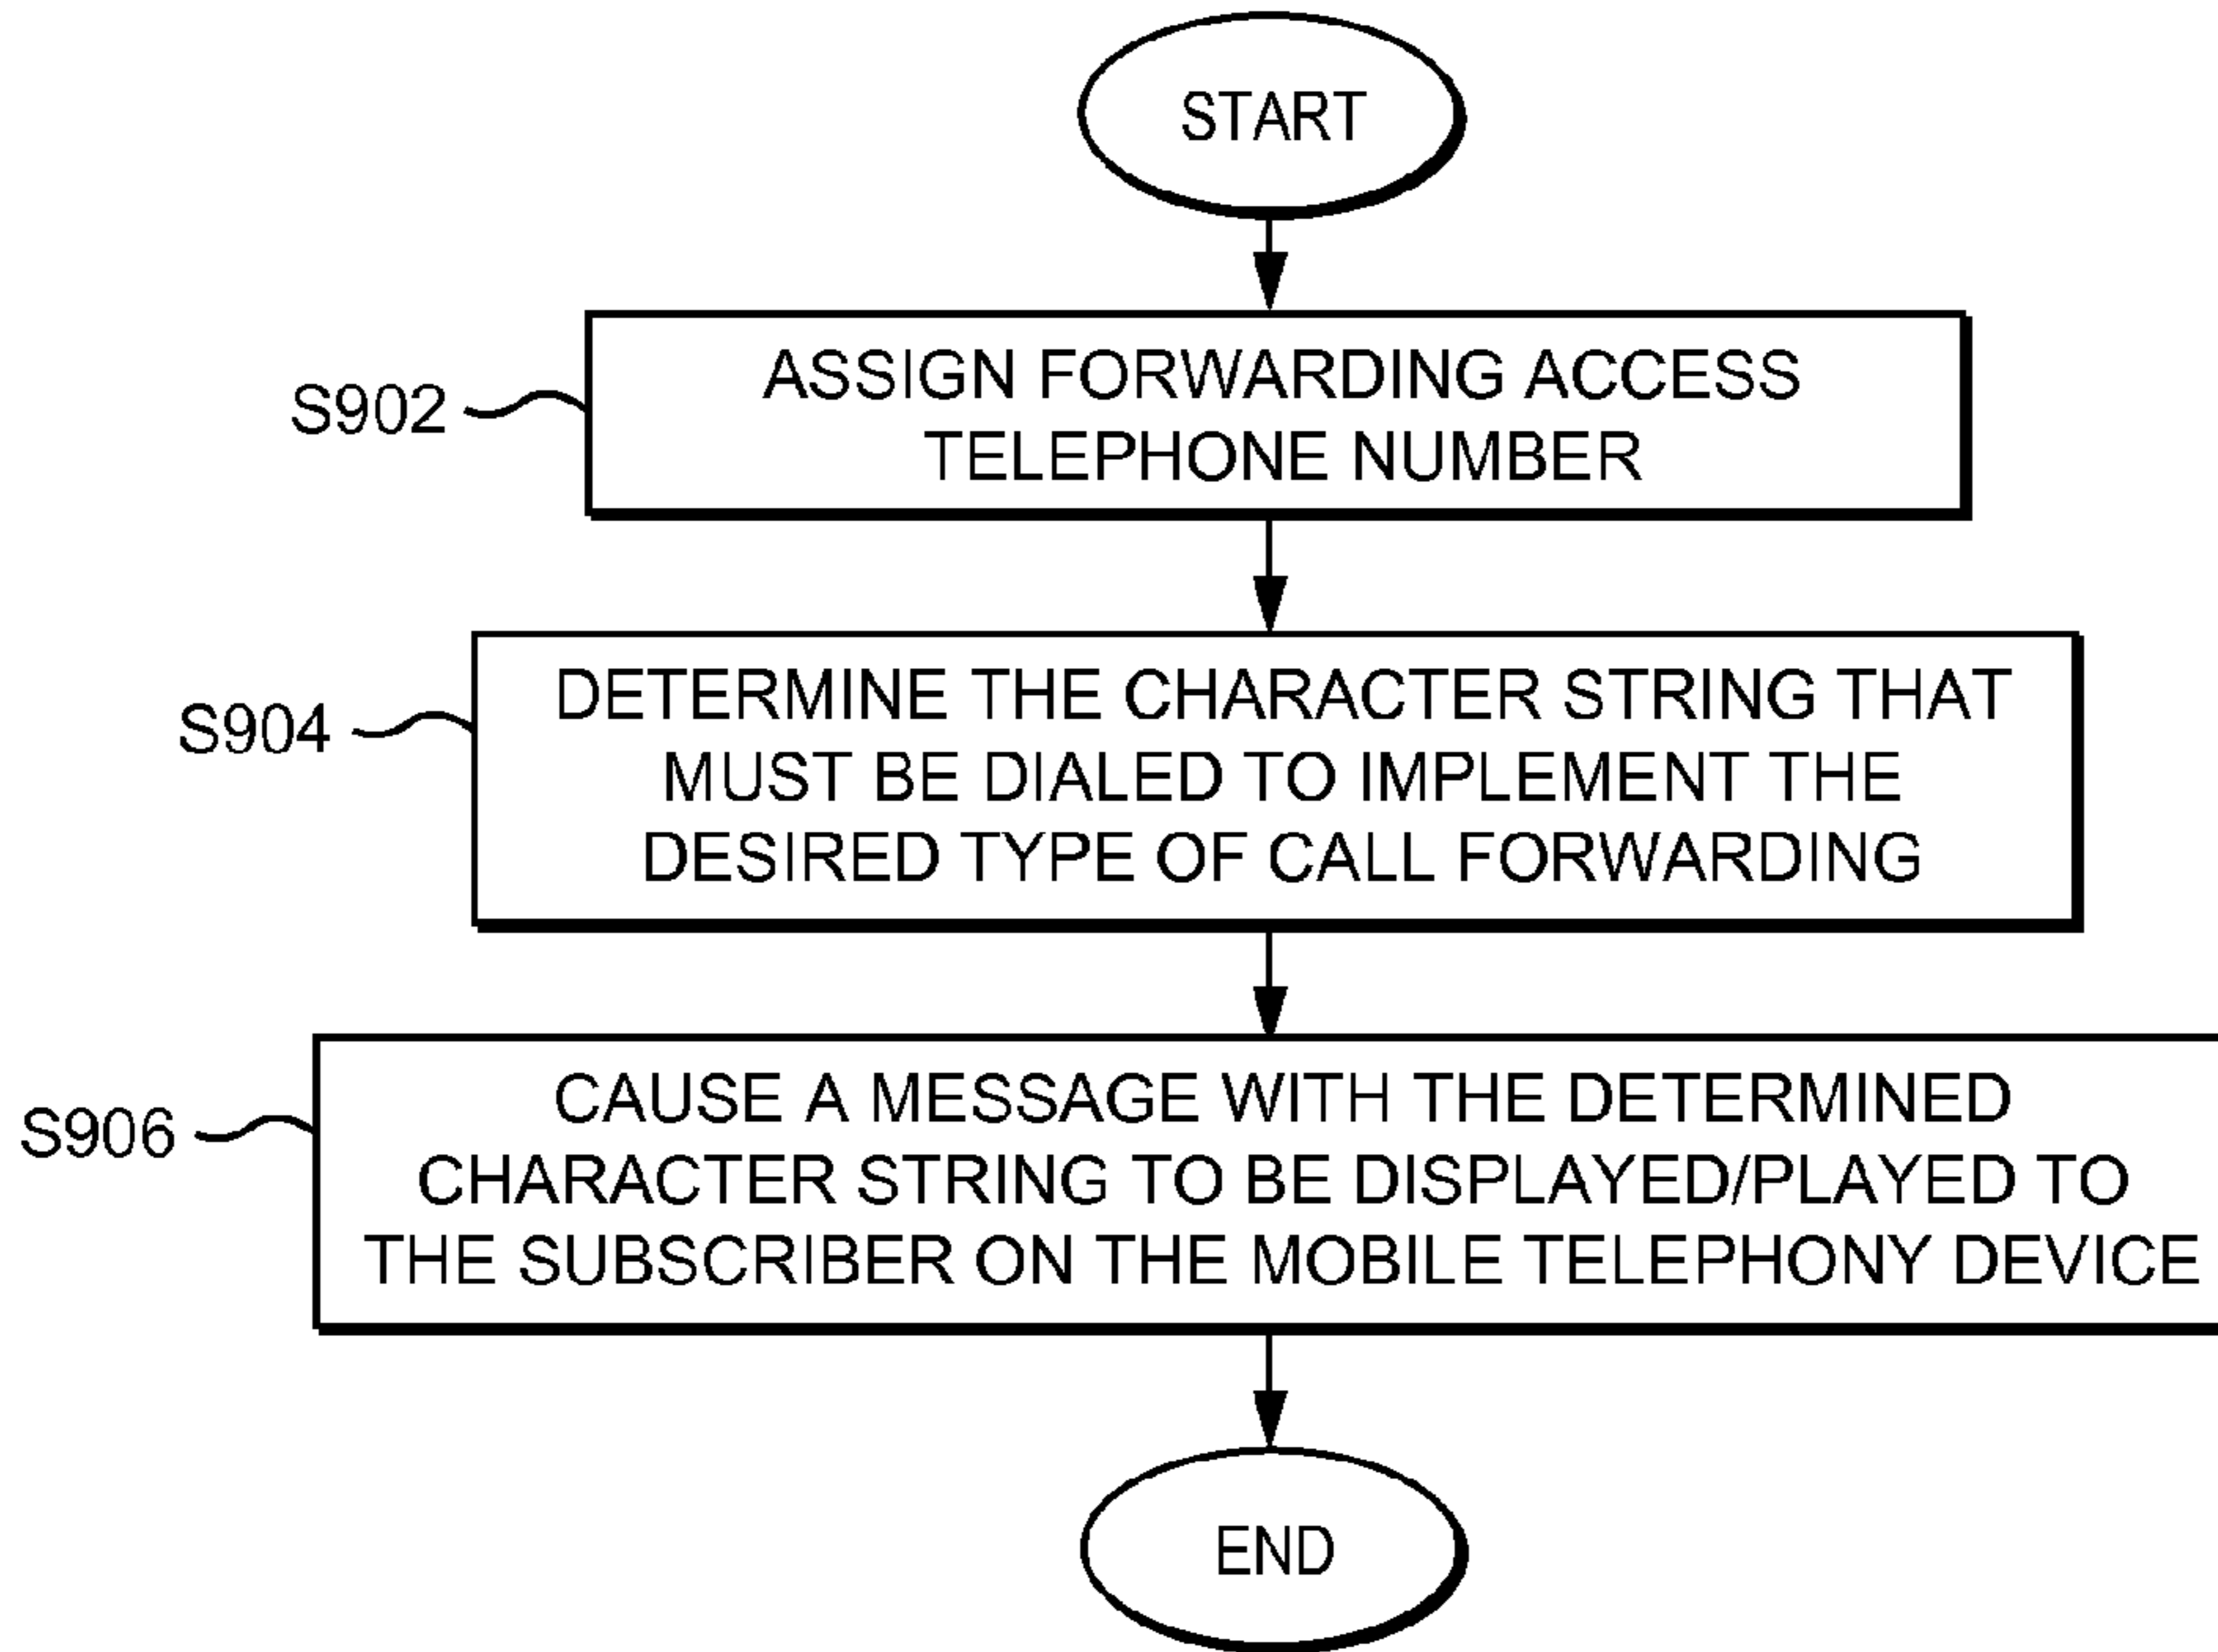 START
S902
ASSIGN FORWARDING ACCESS
TELEPHONE NUMBER
S904
DETERMINE THE CHARACTER STRING THAT
MUST BE DIALED TO IMPLEMENT THE
DESIRED TYPE OF CALL FORWARDING
S906
CAUSE A MESSAGE WITH THE DETERMINED
CHARACTER STRING TO BE DISPLAYED/PLAYED TO
THE SUBSCRIBER ON THE MOBILE TELEPHONY DEVICE
END